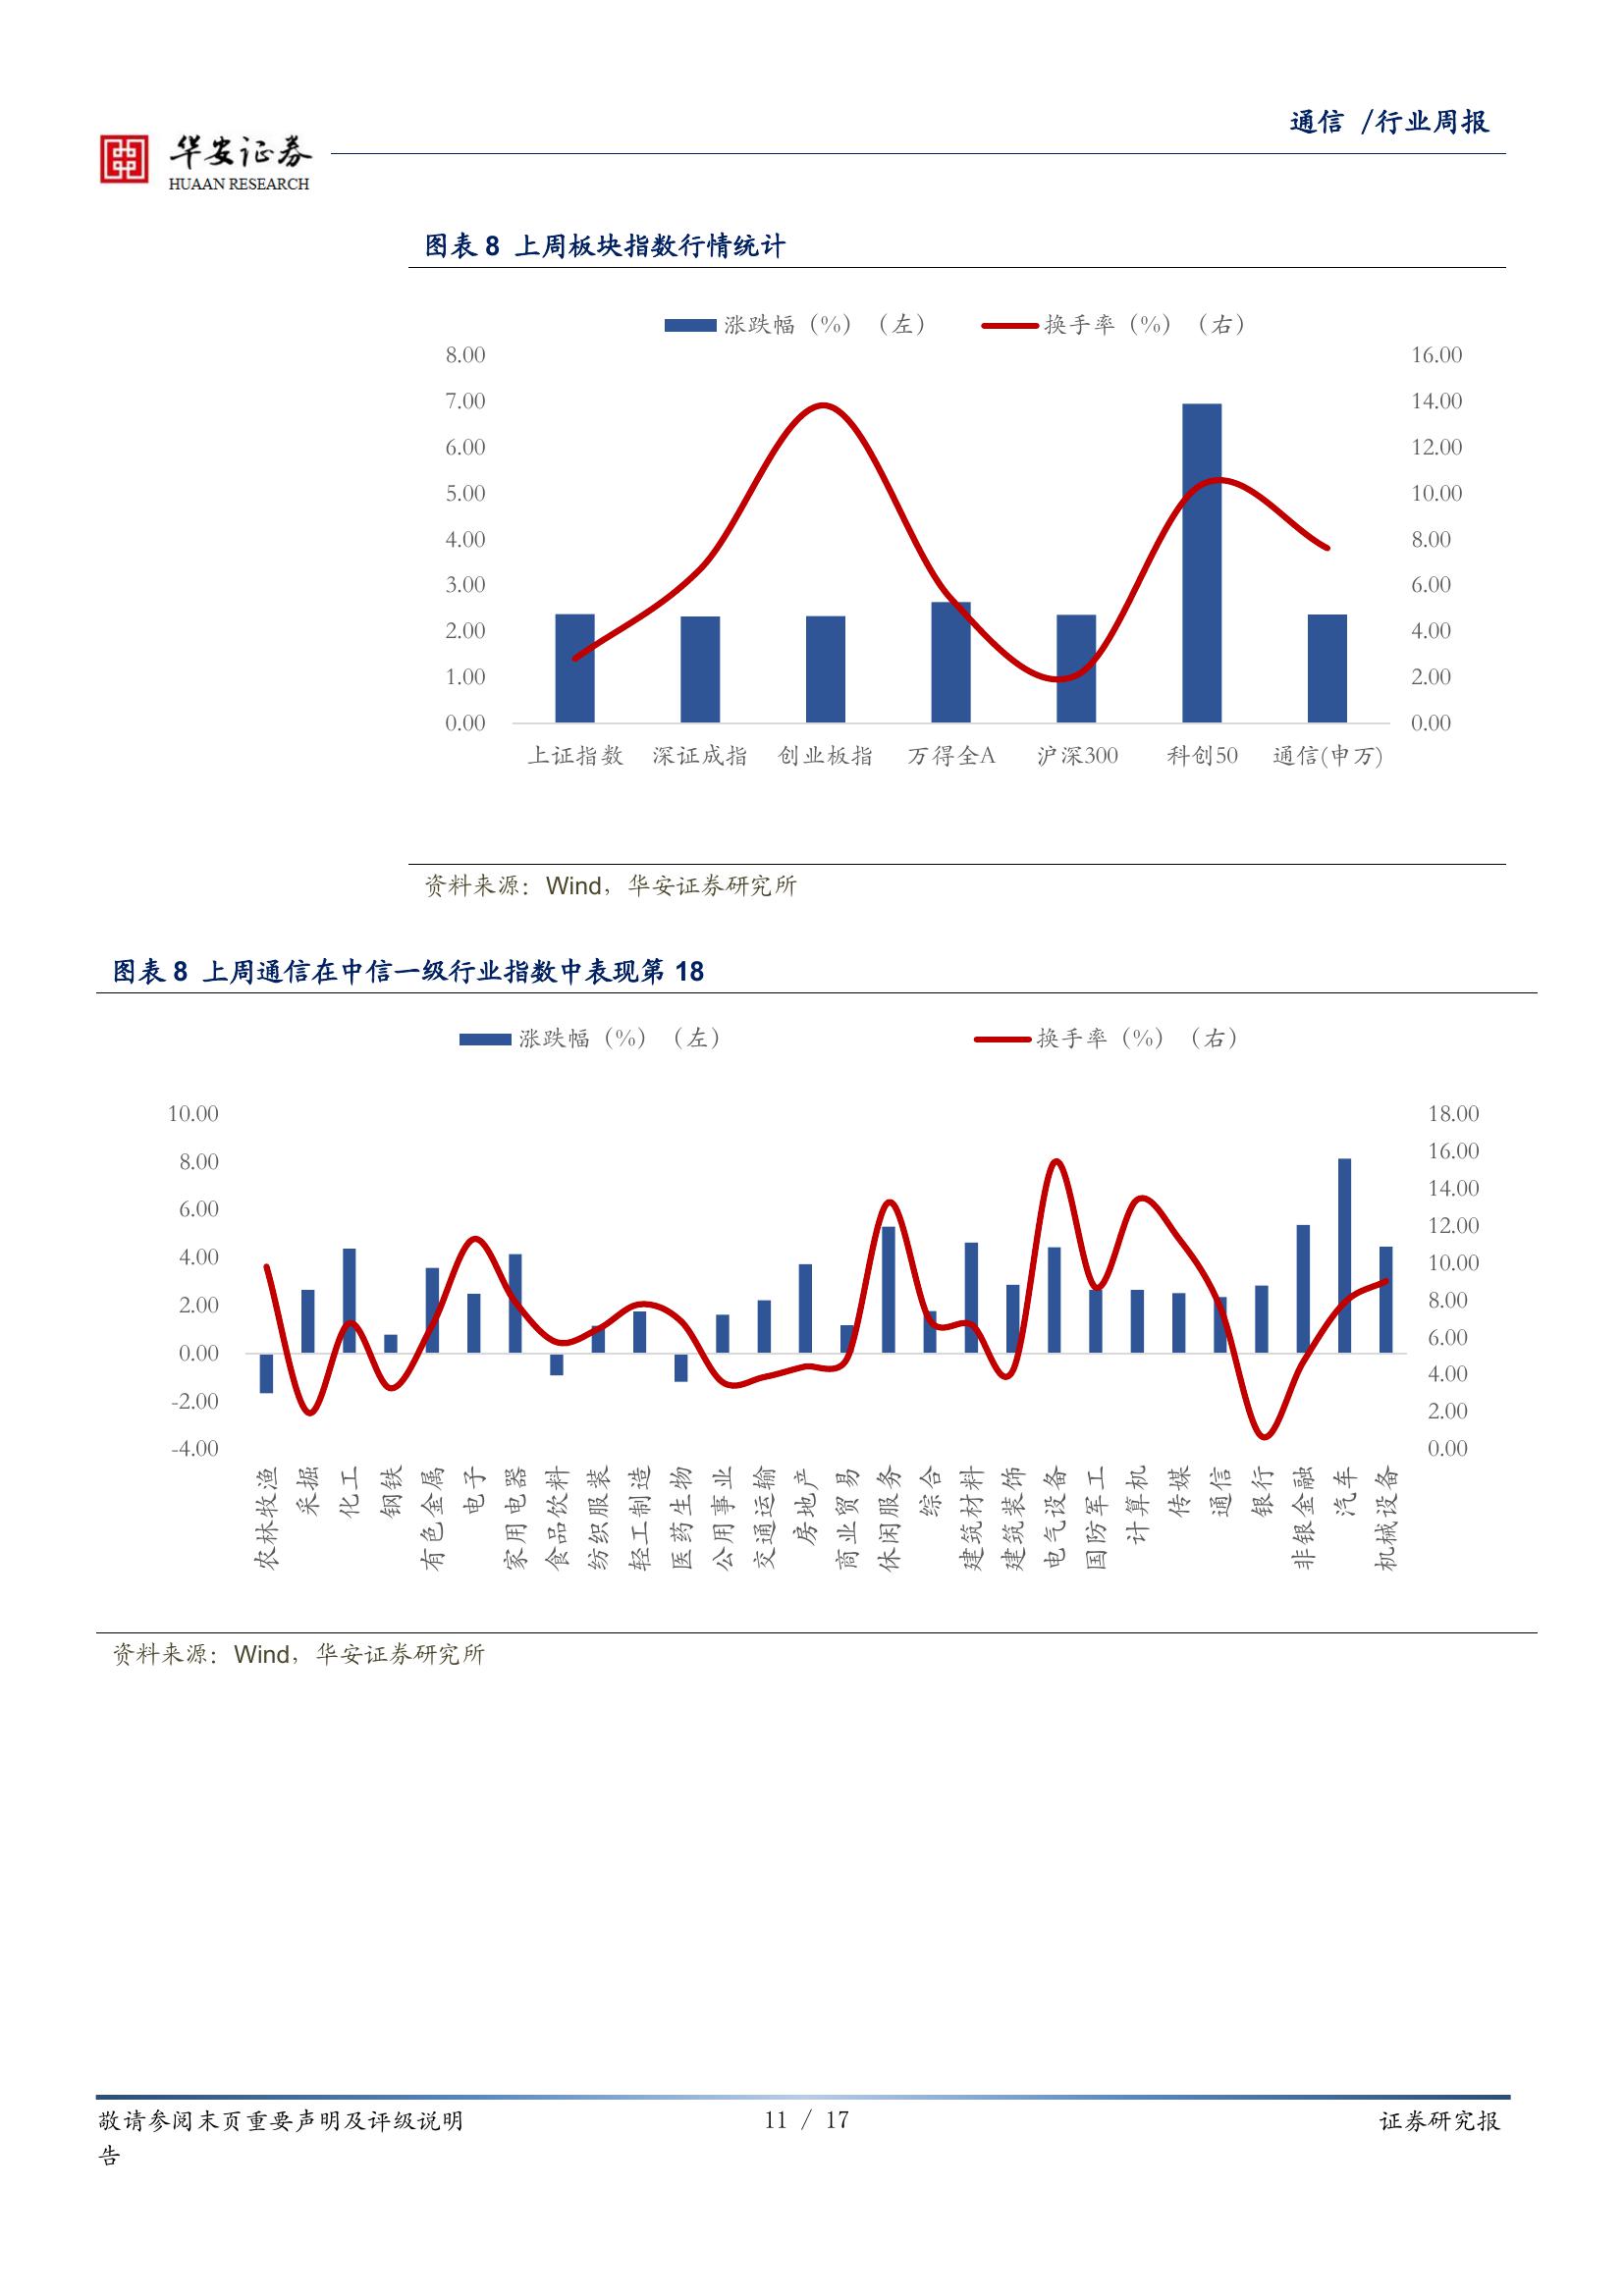 通信 /行业周报
华安证券
HUAAN RESEARCH
图表 8 上周板块指数行情统计
涨跌幅（%）（左） 换手率（%）（右）
8.00 16.00
7.00 14.00
6.00 12.00
5.00 10.00
4.00 8.00
3.00 6.00
2.00 4.00
1.00 2.00
0.00 0.00
上证指数 深证成指 创业板指 万得全A 沪深300 科创50 通信(申万)
资料来源：Wind，华安证券研究所
图表 8 上周通信在中信一级行业指数中表现第 18
涨跌幅（%）（左） 换手率（%）（右）
10.00
8.00
6.00
4.00
2.00
0.00
-2.00
-4.00
18.00
16.00
14.00
12.00
10.00
8.00
6.00
4.00
2.00
0.00
农林牧渔
采掘
化工
钢铁
有色金属
电子
家用电器
食品饮料
纺织服装
轻工制造
医药生物
公用事业
交通运输
房地产
商业贸易
休闲服务
综合
建筑材料
建筑装饰
电气设备
国防军工
计算机
传媒
通信
银行
非银金融
汽车
机械设备
资料来源：Wind，华安证券研究所
敬请参阅末页重要声明及评级说明 11 / 17 证券研究报
告